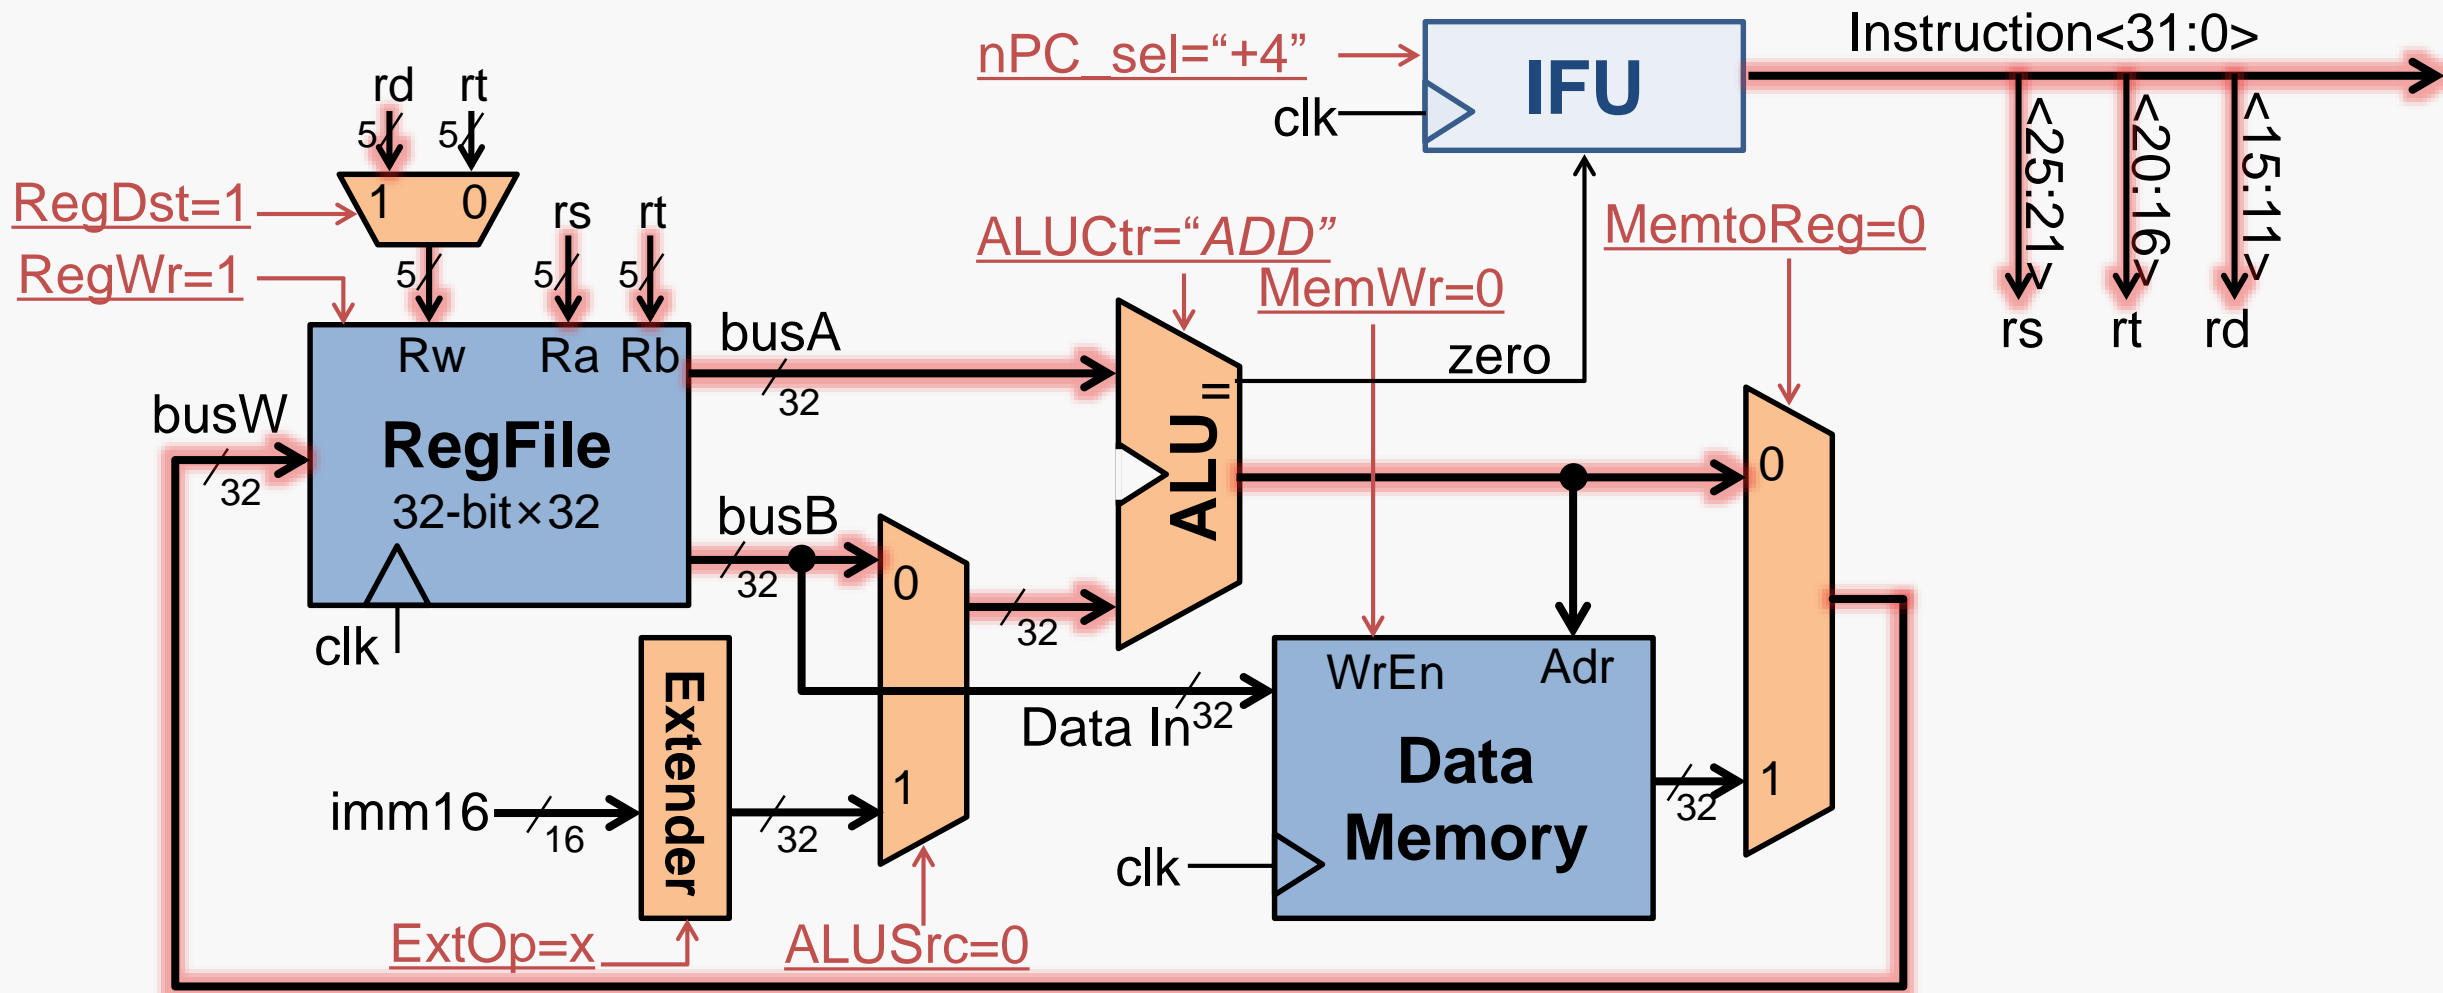 Instruction<31:0>
nPC_sel=“+4”
IFU
clk
rd rt
5 5
1 0
RegDst=1
RegWr=1
rs rt
5 5 5
ALUCtr=“ADD”
MemtoReg=0
MemWr=0
<25:21>
<20:16>
<15:11>
rs rt rd
Rw Ra Rb
busA
32
zero
busW
32
RegFile
32-bit×32
clk
busB
32
ALU
=
0
0
32
1
Extender
imm16
16
32
ExtOp=x
ALUSrc=0
Data In
32
WrEn Adr
Data
Memory
clk
32
1